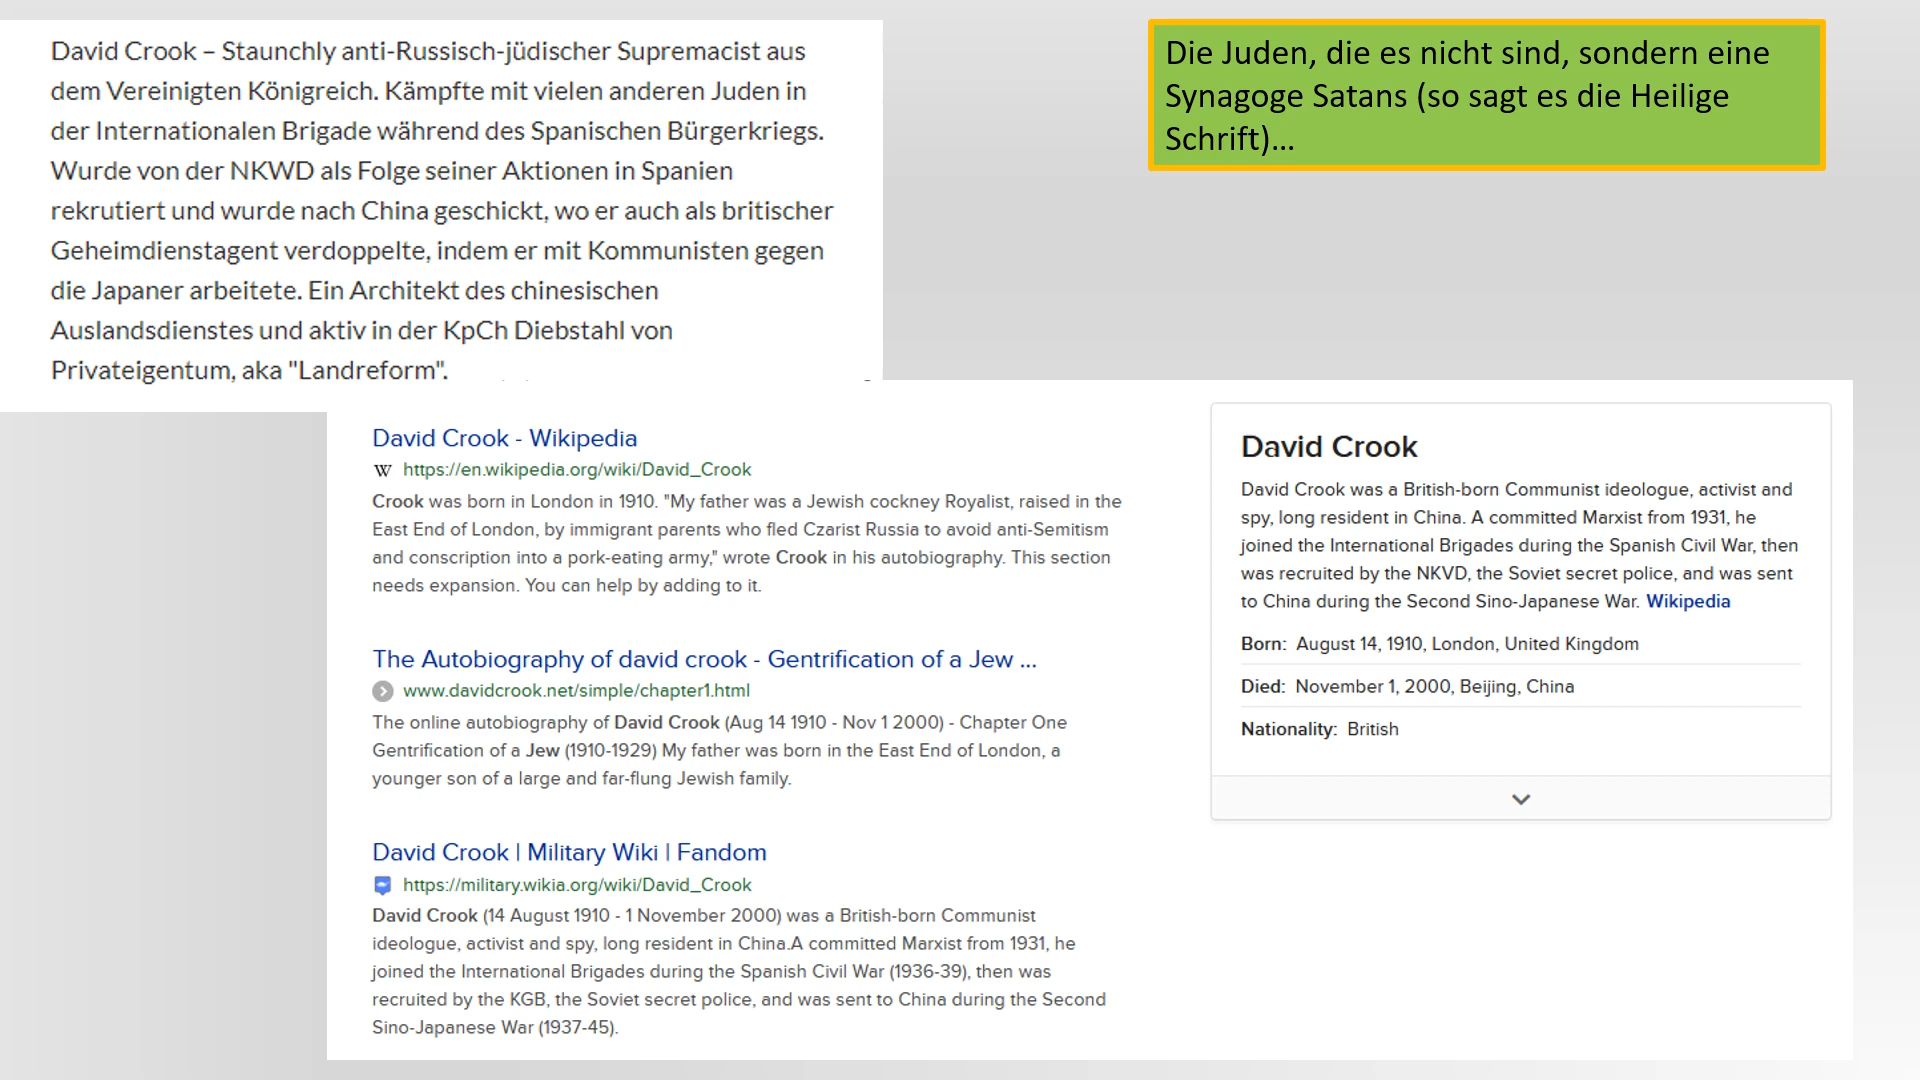 David Crook – Staunchly anti-Russisch-jüdischer Supremacist aus
dem Vereinigten Königreich. Kämpfte mit vielen anderen Juden in
der Internationalen Brigade während des Spanischen Bürgerkriegs.
Wurde von der NKWD als Folge seiner Aktionen in Spanien
rekrutiert und wurde nach China geschickt, wo er auch als britischer
Geheimdienstagent verdoppelte, indem er mit Kommunisten gegen
die Japaner arbeitete. Ein Architekt des chinesischen
Auslandsdienstes und aktiv in der KpCh Diebstahl von
Privateigentum, aka "Landreform".
Die Juden, die es nicht sind, sondern eine
Synagoge Satans (so sagt es die Heilige
Schrift)...
David Crook - Wikipedia
W https://en.wikipedia.org/wiki/David_Crook
Crook was born in London in 1910. "My father was a Jewish cockney Royalist, raised in the
East End of London, by immigrant parents who fled Czarist Russia to avoid anti-Semitism
and conscription into a pork-eating army," wrote Crook in his autobiography. This section
needs expansion. You can help by adding to it.
The Autobiography of david crook - Gentrification of a Jew ...
www.davidcrook.net/simple/chapter1.html
The online autobiography of David Crook (Aug 14 1910 - Nov 1 2000) - Chapter One
Gentrification of a Jew (1910-1929) My father was born in the East End of London, a
younger son of a large and far-flung Jewish family.
David Crook | Military Wiki | Fandom
https://military.wikia.org/wiki/David_Crook
David Crook (14 August 1910 - 1 November 2000) was a British-born Communist
ideologue, activist and spy, long resident in China.A committed Marxist from 1931, he
joined the International Brigades during the Spanish Civil War (1936-39), then was
recruited by the KGB, the Soviet secret police, and was sent to China during the Second
Sino-Japanese War (1937-45).
David Crook
David Crook was a British-born Communist ideologue, activist and
spy, long resident in China. A committed Marxist from 1931, he
joined the International Brigades during the Spanish Civil War, then
was recruited by the NKVD, the Soviet secret police, and was sent
to China during the Second Sino-Japanese War. Wikipedia
Born: August 14, 1910, London, United Kingdom
Died: November 1, 2000, Beijing, China
Nationality: British